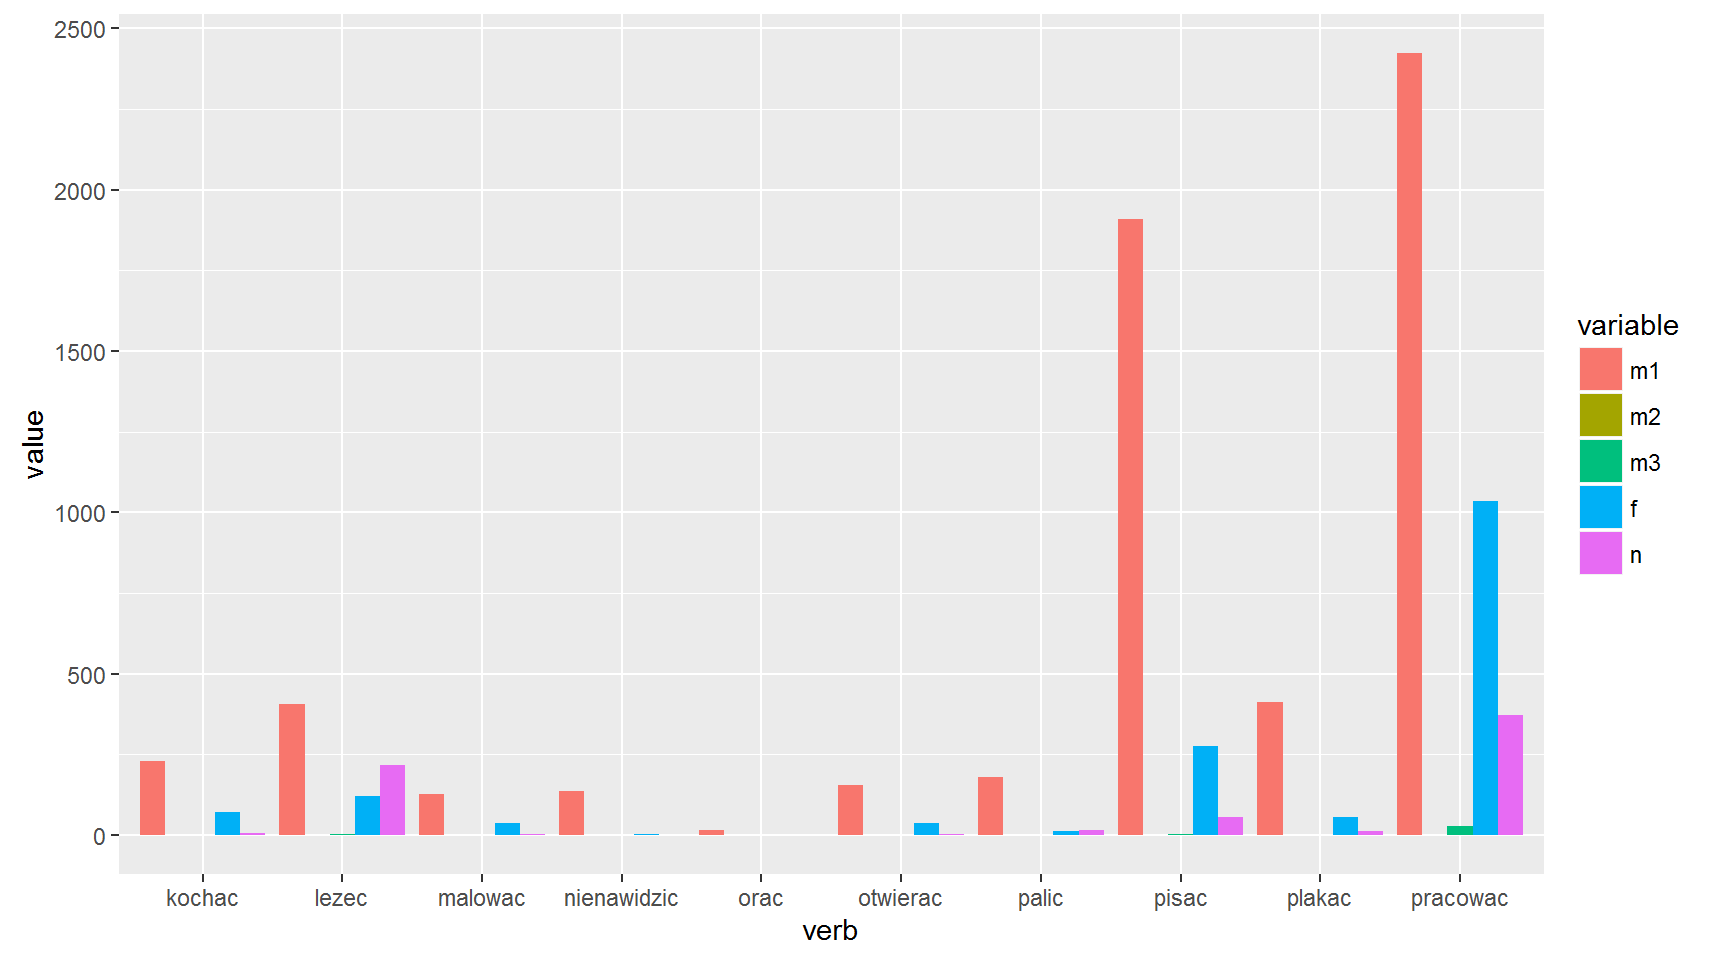 2500
2000
1500
1000
500
0
value
kochac lezec malowac nienawidzic orac otwierac palic pisac plakac pracowac
verb
variable
m1
m2
m3
f
n